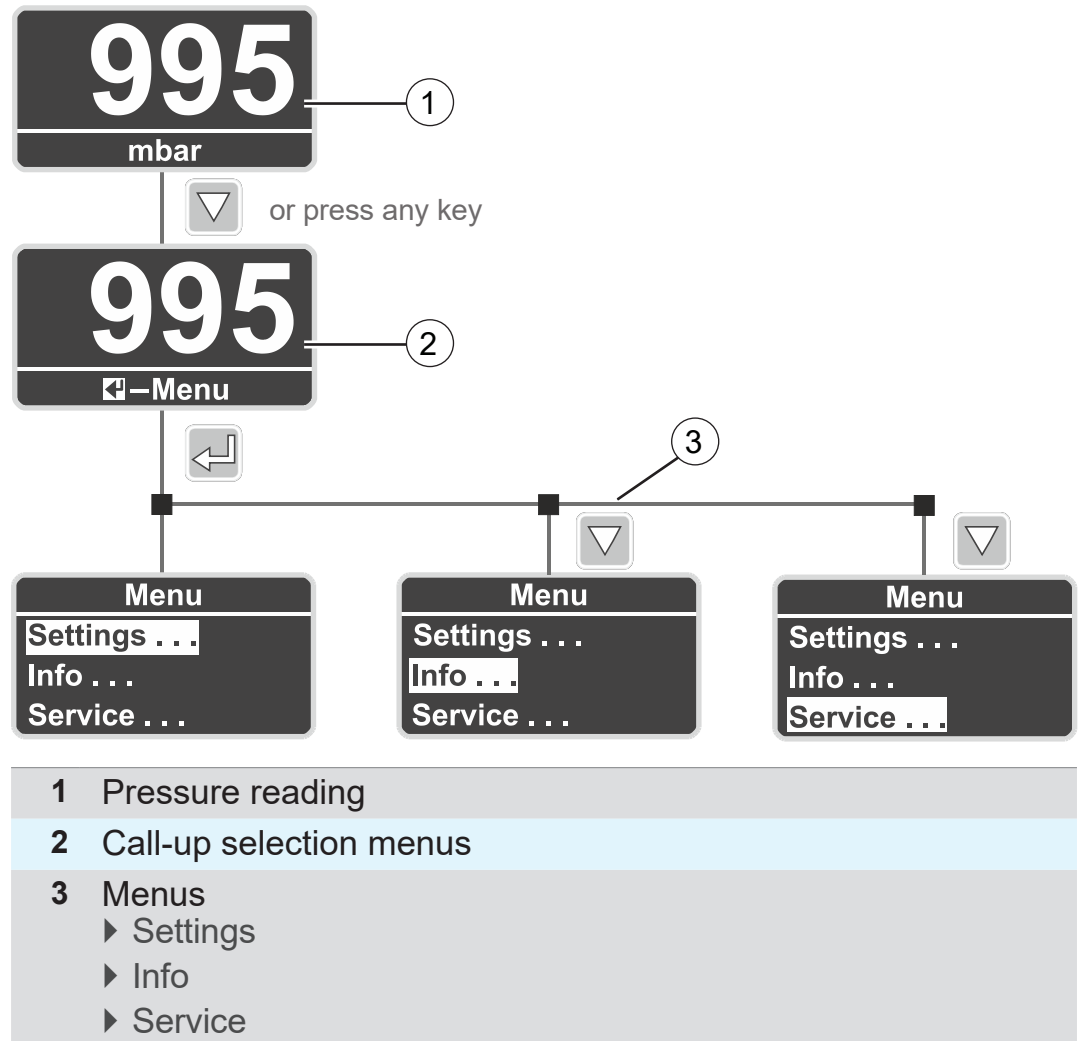 995
1
mbar
or press any key
995
2
–Menu
3
Menu
Settings . . .
Info . . .
Service . . .
Menu
Settings . . .
Info . . .
Service . . .
Menu
Settings . . .
Info . . .
Service . . .
1 Pressure reading
2 Call-up selection menus
3 Menus
Settings
Info
Service